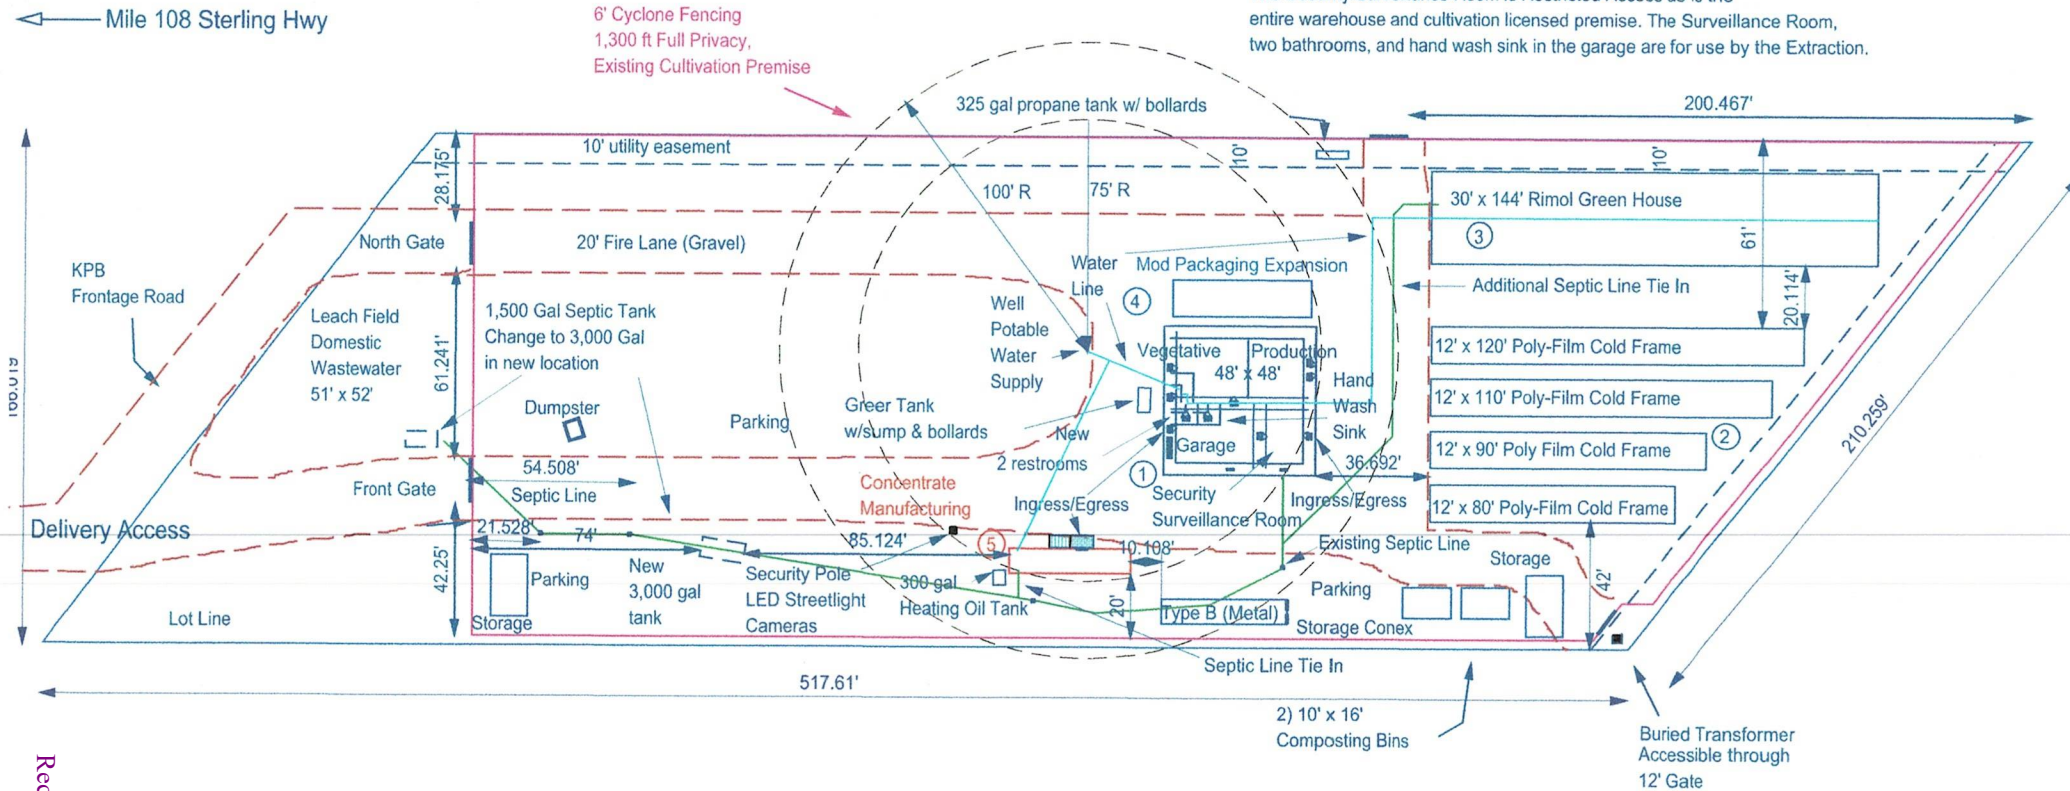 Mile 108 Sterling Hwy
6' Cyclone Fencing
1,300 ft Full Privacy,
Existing Cultivation Premise
entire warehouse and cultivation licensed premise. The Surveillance Room,
two bathrooms, and hand wash sink in the garage are for use by the Extraction.
325 gal propane tank w/ bollards
200.467'
10' utility easement
28.175'
10'
10'
100' R
75' R
30' x 144' Rimol Green House
3
61'
North Gate
20' Fire Lane (Gravel)
KPB
Frontage Road
Water
Line
Mod Packaging Expansion
4
Additional Septic Line Tie In
20.114'
Leach Field
Domestic
Wastewater
51' x 52'
61.241'
1,500 Gal Septic Tank
Change to 3,000 Gal
in new location
Well
Potable
Water
Supply
Vegetative
Production
48' x 48'
12' x 120' Poly-Film Cold Frame
12' x 110' Poly-Film Cold Frame
12' x 90' Poly Film Cold Frame
2
12' x 80' Poly-Film Cold Frame
210.259'
Hand
Wash
Sink
Dumpster
Parking
Greer Tank
w/sump & bollards
New
2 restrooms
Garage
1
36.692'
Front Gate
54.508'
Septic Line
Concentrate
Manufacturing
Ingress/Egress
Security
Surveillance Room
Ingress/Egress
Delivery Access
21.528'
74'
85.124'
5
10.108'
Existing Septic Line
Storage
42.25'
Parking
Storage
New
3,000 gal
tank
Security Pole
LED Streetlight
Cameras
300 gal
Heating Oil Tank
20'
Type B (Metal)
Parking
Storage Conex
42'
Lot Line
Septic Line Tie In
517.61'
2) 10' x 16'
Composting Bins
Buried Transformer
Accessible through
12' Gate